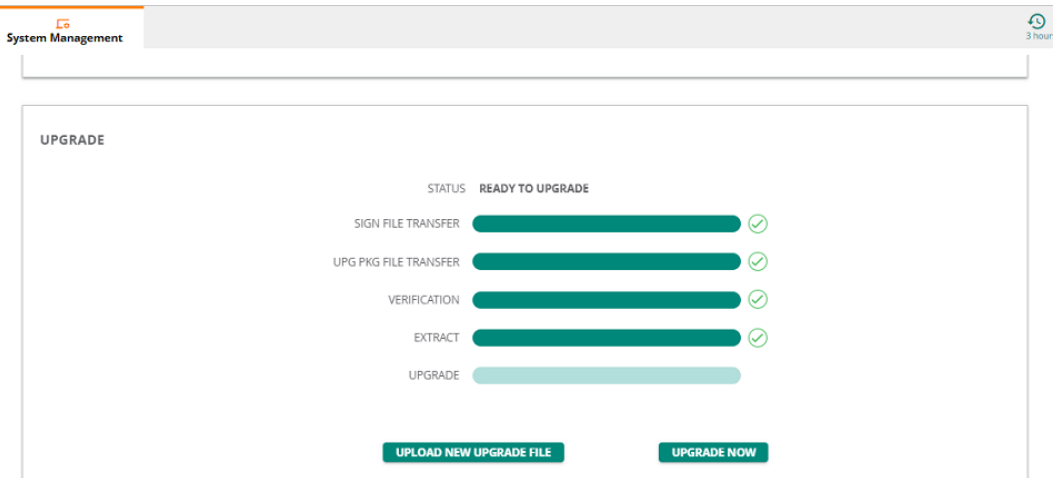 System Management
3 hour
UPGRADE
STATUS READY TO UPGRADE
SIGN FILE TRANSFER
UPG PKG FILE TRANSFER
VERIFICATION
EXTRACT
UPGRADE
UPLOAD NEW UPGRADE FILE UPGRADE NOW